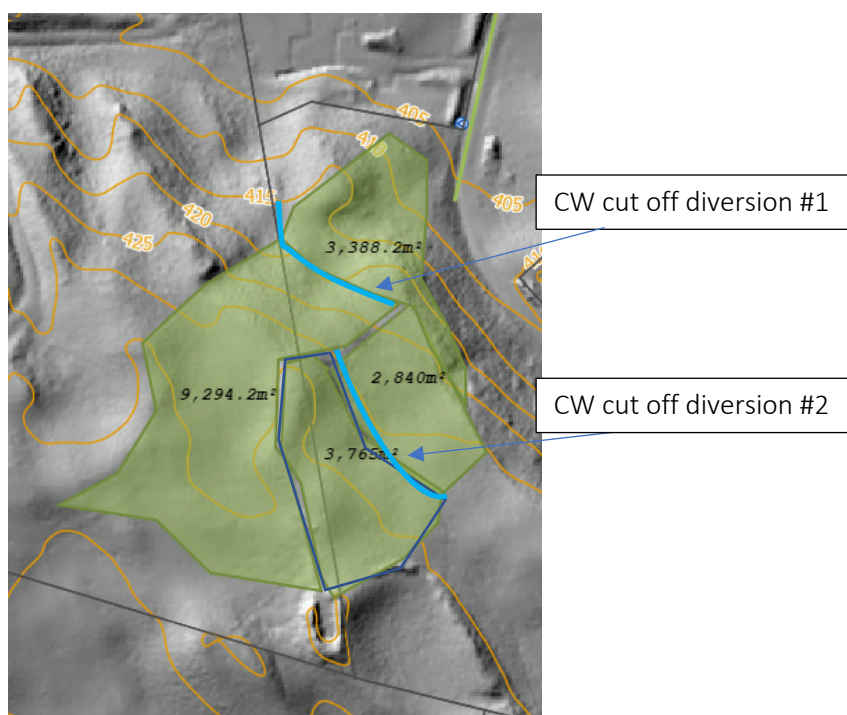 405
410
415
405
CW cut off diversion #1
420
425
3,388.2m²
2,840m²
9,294.2m²
CW cut off diversion #2
3,765m²